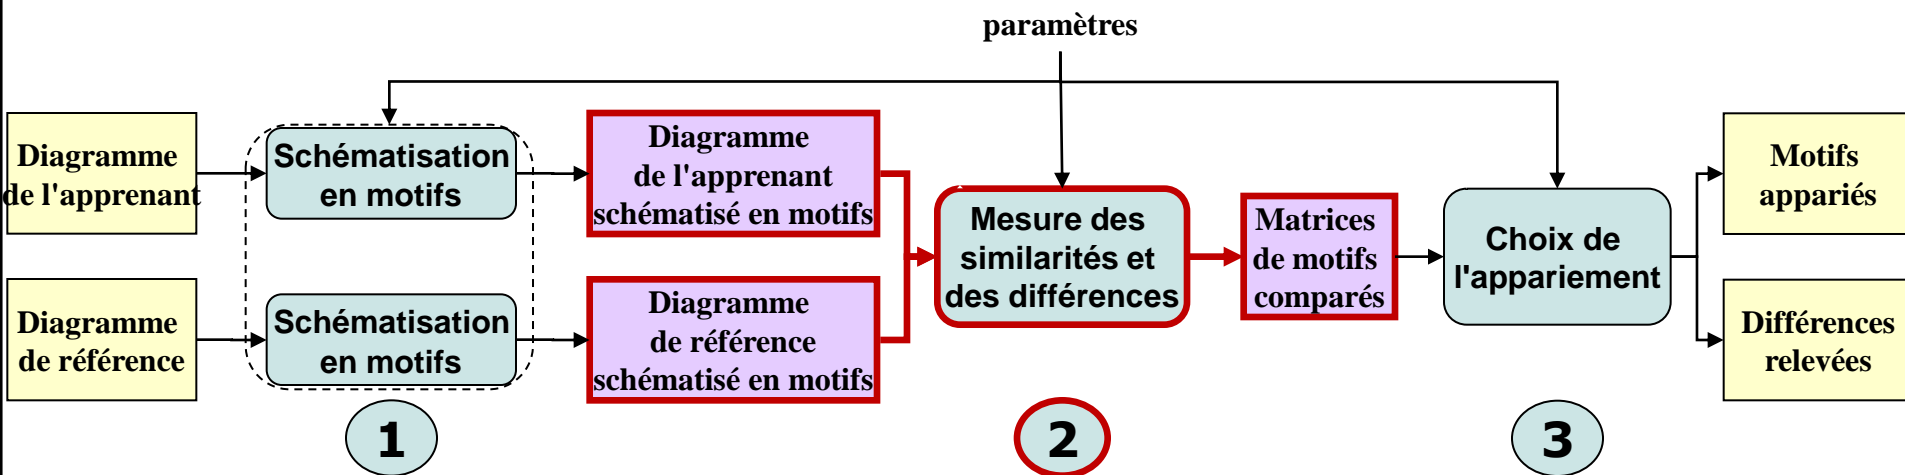 paramètres
Diagramme
de l'apprenant
Schématisation
en motifs
Diagramme
de l'apprenant
schématisé en motifs
Diagramme
de référence
Schématisation
en motifs
Diagramme
de référence
schématisé en motifs
Mesure des
similarités et
des différences
Matrices
de motifs
comparés
Choix de
l'appariement
Motifs
appariés
Différences
relevées
1
2
3